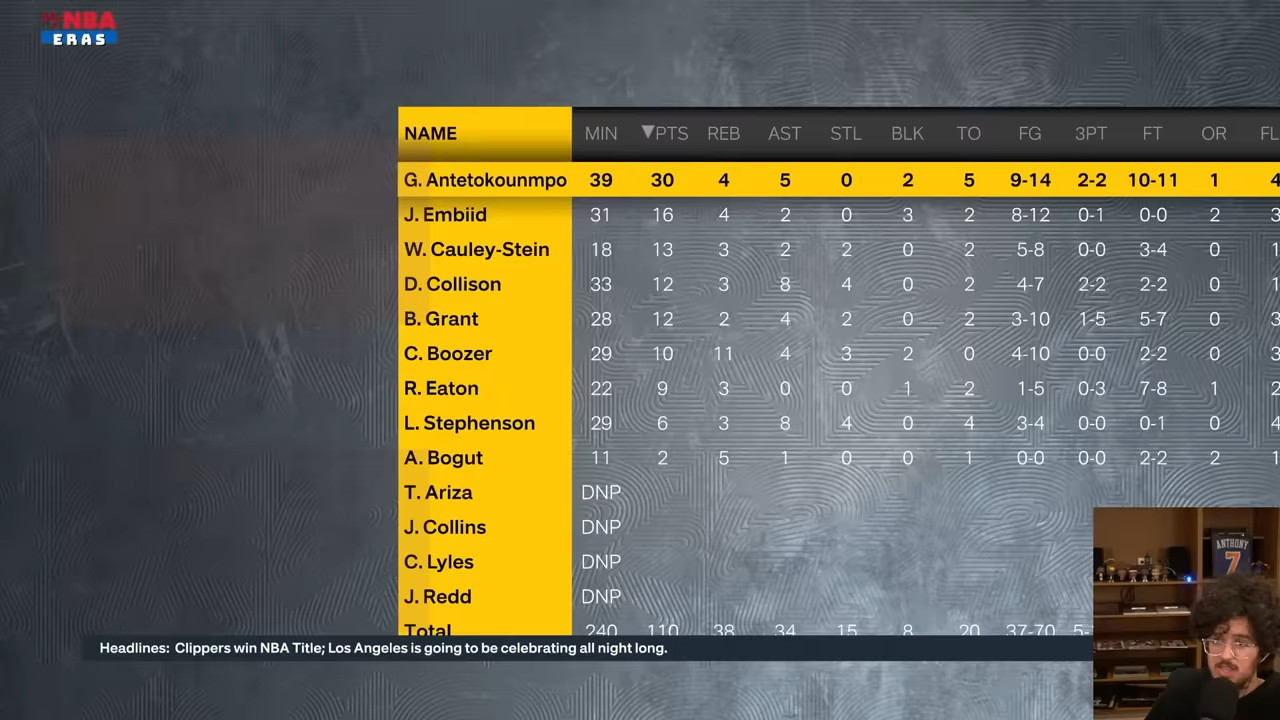 NBA
ERAS
NAME MIN ▼PTS REB AST STL BLK TO FG 3PT FT OR
G. Antetokounmpo 39 30 4 5 0 2 5 9-14 2-2 10-11 1 4
J. Embiid 31 16 4 2 0 3 2 8-12 0-1 0-0 2 3
W. Cauley-Stein 18 13 3 2 2 0 2 5-8 0-0 3-4 0 1
D. Collison 33 12 3 8 4 0 2 4-7 2-2 2-2 0 1
B. Grant 28 12 2 4 2 0 2 3-10 1-5 5-7 0 3
C. Boozer 29 10 11 4 3 2 0 4-10 0-0 2-2 0 3
R. Eaton 22 9 3 0 0 1 2 1-5 0-3 7-8 1 2
L. Stephenson 29 6 3 8 4 0 4 3-4 0-0 0-1 0 4
A. Bogut 11 2 5 1 0 0 1 0-0 0-0 2-2 2 1
T. Ariza DNP
J. Collins DNP
C. Lyles DNP
J. Redd DNP
Total 240 110 38 34 15 8 20 37-70
Headlines: Clippers win NBA Title; Los Angeles is going to be celebrating all night long.
ANTHONY
7